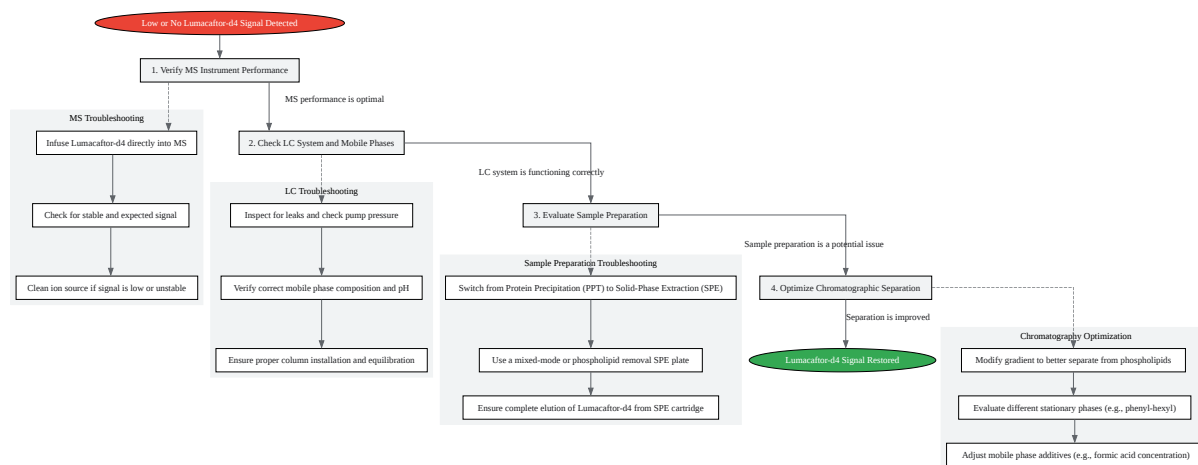 Low or No Lumacaftor-d4 Signal Detected
1. Verify MS Instrument Performance
MS performance is optimal
MS Troubleshooting
Infuse Lumacaftor-d4 directly into MS
Check for stable and expected signal
Clean ion source if signal is low or unstable
2. Check LC System and Mobile Phases
LC system is functioning correctly
LC Troubleshooting
Inspect for leaks and check pump pressure
Verify correct mobile phase composition and pH
Ensure proper column installation and equilibration
3. Evaluate Sample Preparation
Sample preparation is a potential issue
Sample Preparation Troubleshooting
Switch from Protein Precipitation (PPT) to Solid-Phase Extraction (SPE)
Use a mixed-mode or phospholipid removal SPE plate
Ensure complete elution of Lumacaftor-d4 from SPE cartridge
4. Optimize Chromatographic Separation
Separation is improved
Lumacaftor-d4 Signal Restored
Chromatography Optimization
Modify gradient to better separate from phospholipids
Evaluate different stationary phases (e.g., phenyl-hexyl)
Adjust mobile phase additives (e.g., formic acid concentration)